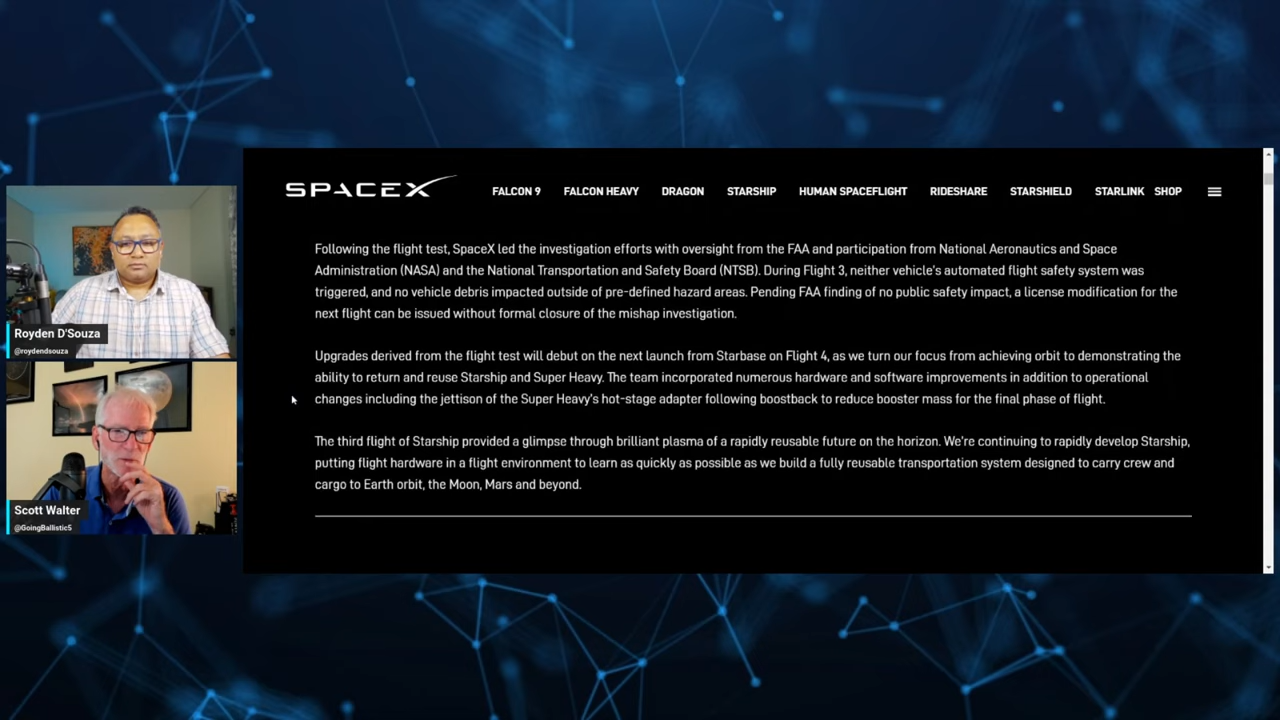 SPACEX
FALCON 9 FALCON HEAVY DRAGON STARSHIP HUMAN SPACEFLIGHT RIDESHARE STARSHIELD STARLINK SHOP
Following the flight test, SpaceX led the investigation efforts with oversight from the FAA and participation from National Aeronautics and Space
Administration (NASA) and the National Transportation and Safety Board (NTSB). During Flight 3, neither vehicle's automated flight safety system was
triggered, and no vehicle debris impacted outside of pre-defined hazard areas. Pending FAA finding of no public safety impact, a license modification for the
next flight can be issued without formal closure of the mishap investigation.
Upgrades derived from the flight test will debut on the next launch from Starbase on Flight 4, as we turn our focus from achieving orbit to demonstrating the
ability to return and reuse Starship and Super Heavy. The team incorporated numerous hardware and software improvements in addition to operational
changes including the jettison of the Super Heavy's hot-stage adapter following boostback to reduce booster mass for the final phase of flight.
The third flight of Starship provided a glimpse through brilliant plasma of a rapidly reusable future on the horizon. We're continuing to rapidly develop Starship,
putting flight hardware in a flight environment to learn as quickly as possible as we build a fully reusable transportation system designed to carry crew and
cargo to Earth orbit, the Moon, Mars and beyond.
Royden D'Souza
@roydendsouza
Scott Walter
@GoingBallistic5